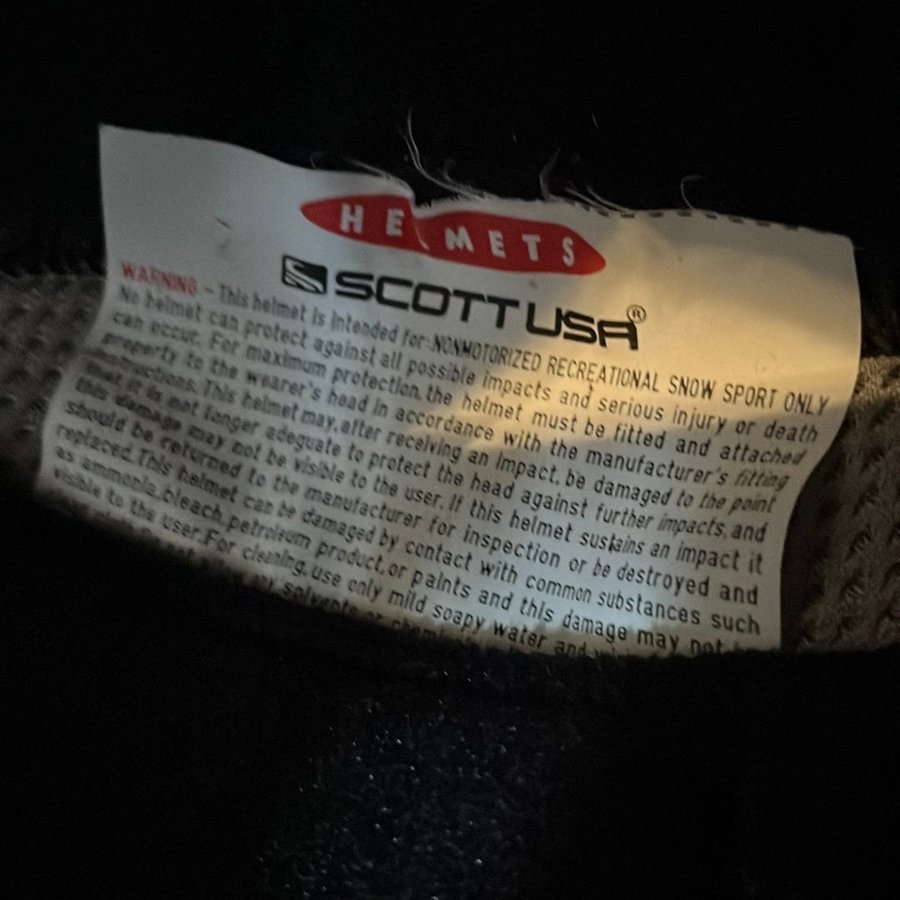 HELMETS
SCOTT USA®
WARNING - This helmet is intended for NONMOTORIZED RECREATIONAL SNOW SPORT ONLY
No helmet can protect against all possible impacts and serious injury or death
can occur. For maximum protection, the helmet must be fitted and attached
property to the wearer's head in accordance with the manufacturer's fitting
instructions. This helmet may, after receiving an impact, be damaged to the point
that it is not longer adequate to protect the head against further impacts, and
this damage may not be visible to the user. If this helmet sustains an impact it
should be returned to the manufacturer for inspection or be destroyed and
replaced. This helmet can be damaged by contact with common substances such
as ammonia, bleach, petroleum product, or paints and this damage may not be
visible to the user. For cleaning, use only mild soapy water and
not any solvents or